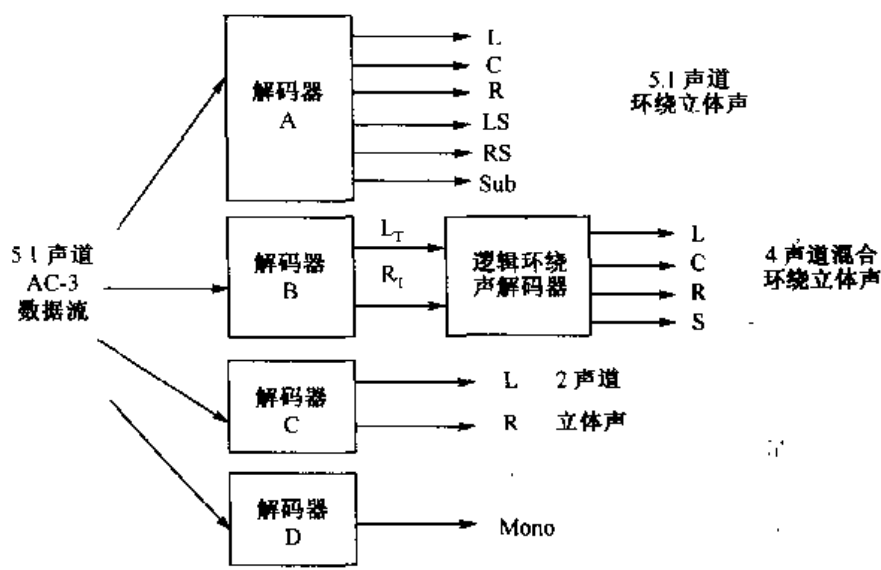 5.1 声道
AC-3
数据流
解码器
A
L
C
R
LS
RS
Sub
5.1 声道
环绕立体声
解码器
B
L_T
R_T
逻辑环绕
声解码器
L
C
R
S
4 声道混合
环绕立体声
解码器
C
L 2 声道
R 立体声
解码器
D
Mono